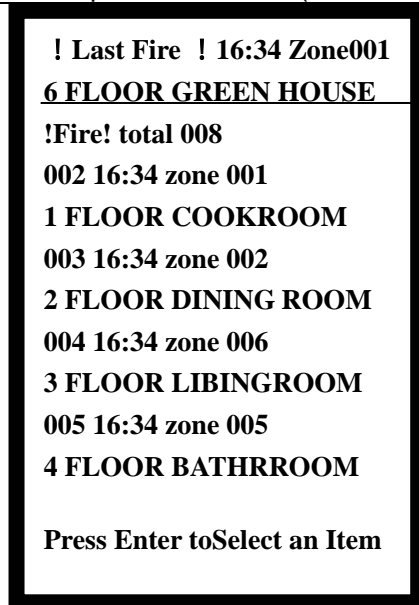 ！Last Fire ！16:34 Zone001
6 FLOOR GREEN HOUSE
!Fire! total 008
002 16:34 zone 001
1 FLOOR COOKROOM
003 16:34 zone 002
2 FLOOR DINING ROOM
004 16:34 zone 006
3 FLOOR LIBINGROOM
005 16:34 zone 005
4 FLOOR BATHRROOM
Press Enter toSelect an Item